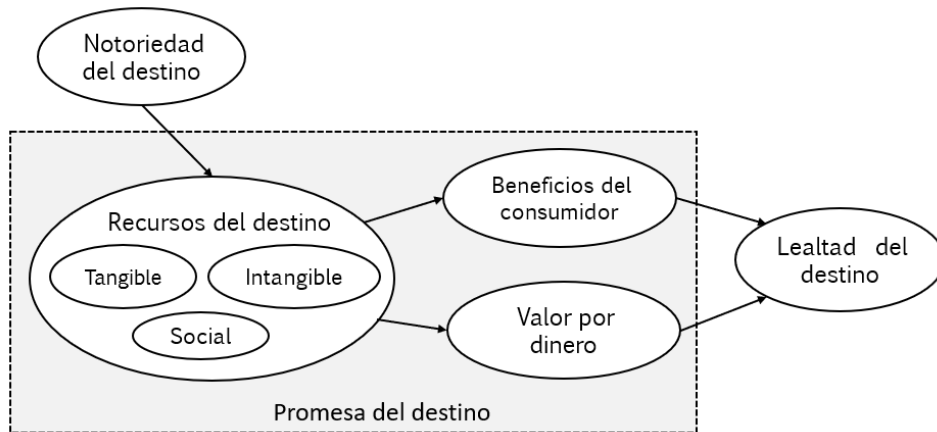 Notoriedad
del destino
Recursos del destino
Tangible
Intangible
Social
Beneficios del
consumidor
Valor por
dinero
Lealtad del
destino
Promesa del destino